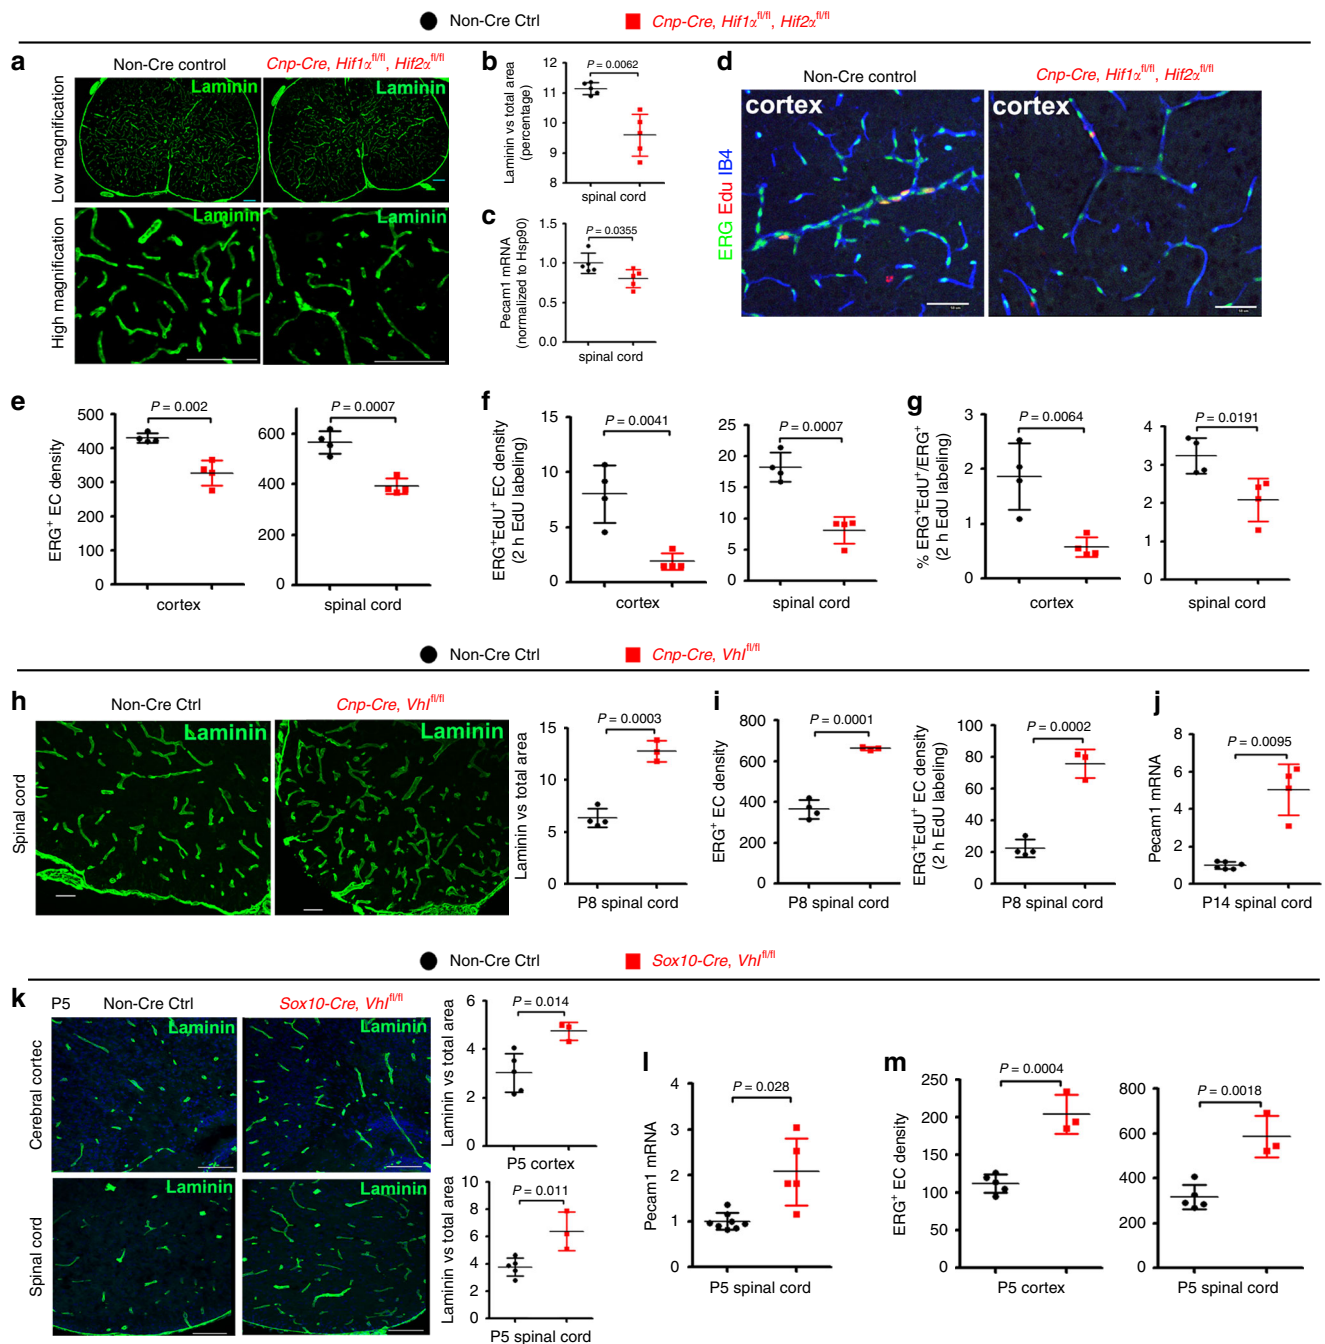 Non-Cre Ctrl
Cnp-Cre, Hif1α fl/fl, Hif2α fl/fl
a
Non-Cre control
Cnp-Cre, Hif1α fl/fl, Hif2α fl/fl
Low magnification
Laminin
Laminin
High magnification
Laminin
Laminin
b
Laminin vs total area
(percentage)
12
11
10
9
8
P = 0.0062
spinal cord
c
Pecam1 mRNA
(normalized to Hsp90)
1.5
1.0
0.5
0.0
P = 0.0355
spinal cord
d
Non-Cre control
Cnp-Cre, Hif1α fl/fl, Hif2α fl/fl
ERG Edu IB4
cortex
cortex
e
ERG+ EC density
500
400
300
200
100
0
P = 0.002
cortex
600
400
200
0
P = 0.0007
spinal cord
f
ERG+EdU+ EC density
(2 h EdU labeling)
15
10
5
0
P = 0.0041
cortex
25
20
15
10
5
0
P = 0.0007
spinal cord
g
% ERG+EdU+/ERG+
(2 h EdU labeling)
3
2
1
0
P = 0.0064
cortex
4
3
2
1
0
P = 0.0191
spinal cord
Non-Cre Ctrl
Cnp-Cre, Vhl fl/fl
h
Non-Cre Ctrl
Cnp-Cre, Vhl fl/fl
Spinal cord
Laminin
Laminin
Laminin vs total area
15
10
5
0
P = 0.0003
P8 spinal cord
i
ERG+ EC density
800
600
400
200
0
P = 0.0001
P8 spinal cord
ERG+EdU+ EC density
(2 h EdU labeling)
100
80
60
40
20
0
P = 0.0002
P8 spinal cord
j
Pecam1 mRNA
8
6
4
2
0
P = 0.0095
P14 spinal cord
Non-Cre Ctrl
Sox10-Cre, Vhl fl/fl
k
P5
Non-Cre Ctrl
Sox10-Cre, Vhl fl/fl
Cerebral cortec
Laminin
Laminin
Spinal cord
Laminin
Laminin
Laminin vs total area
6
4
2
0
P = 0.014
P5 cortex
Laminin vs total area
10
8
6
4
2
0
P = 0.011
P5 spinal cord
l
Pecam1 mRNA
4
3
2
1
0
P = 0.028
P5 spinal cord
m
ERG+ EC density
250
200
150
100
50
0
P = 0.0004
P5 cortex
800
600
400
200
0
P = 0.0018
P5 spinal cord